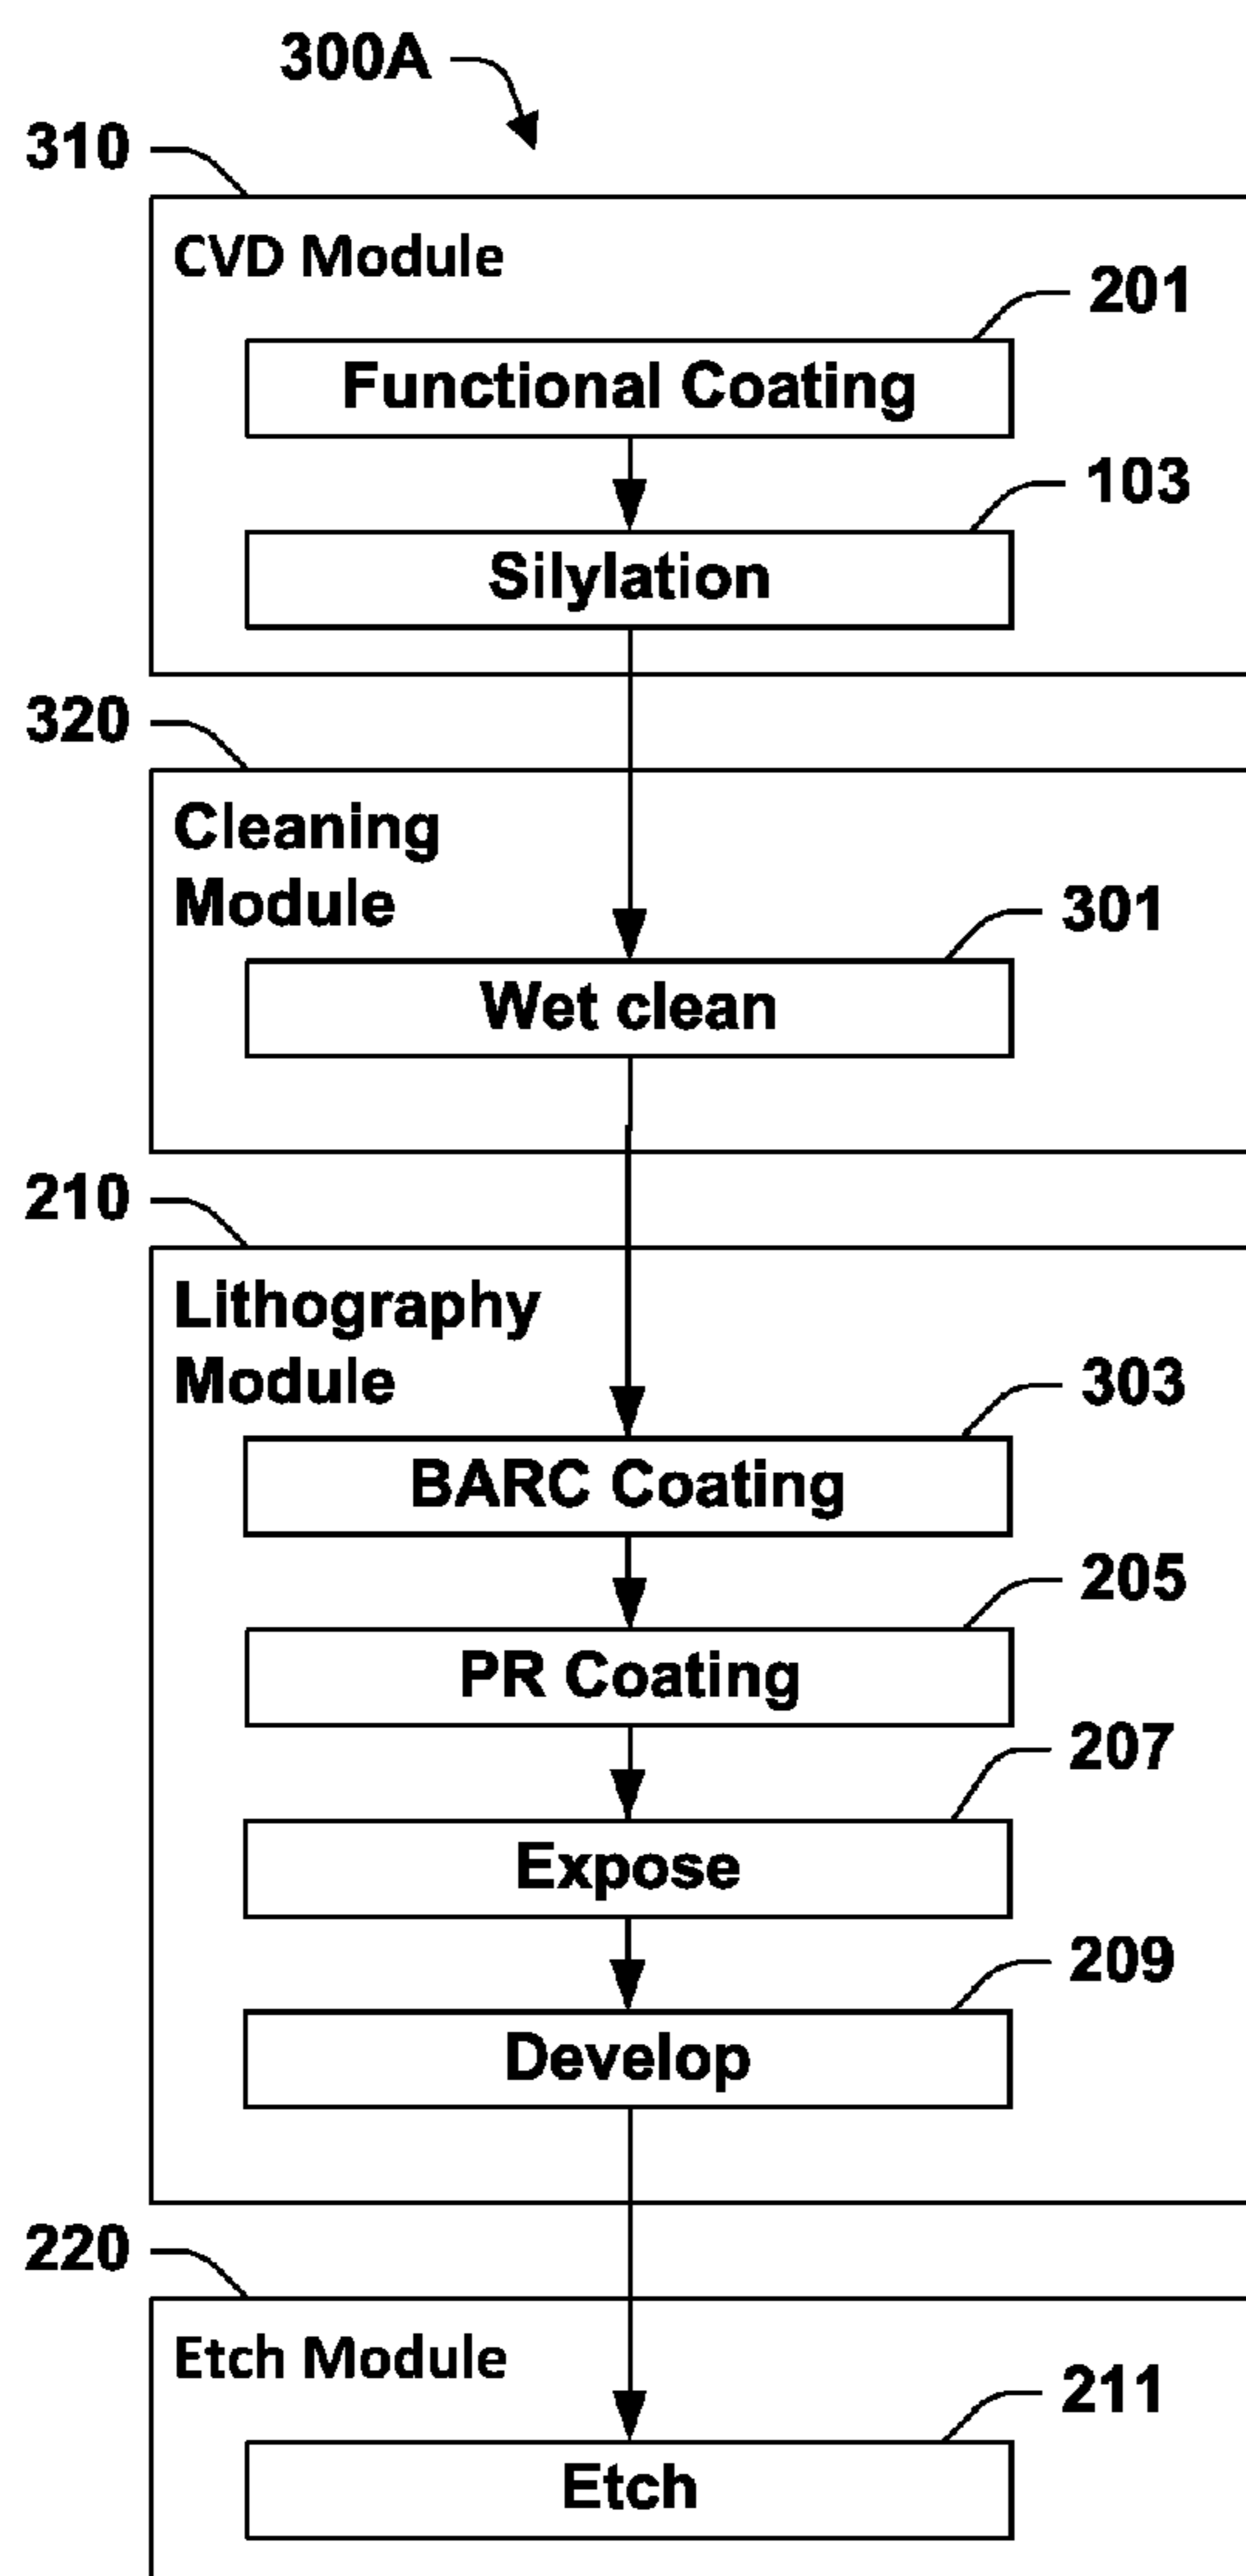 300A
310
CVD Module
201
Functional Coating
103
Silylation
320
Cleaning
Module
301
Wet clean
210
Lithography
Module
303
BARC Coating
205
PR Coating
207
Expose
209
Develop
220
Etch Module
211
Etch